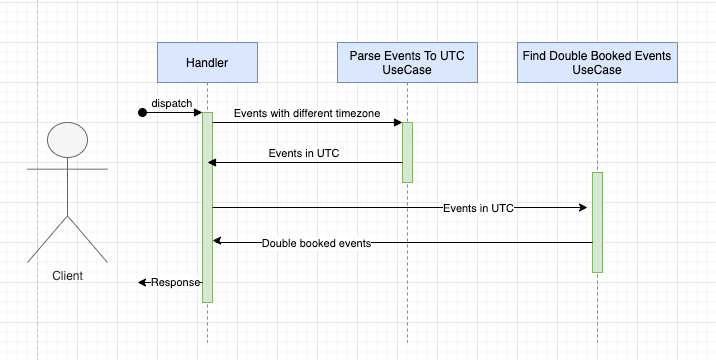 Handler
Parse Events To UTC
UseCase
Find Double Booked Events
UseCase
dispatch
Events with different timezone
Events in UTC
Events in UTC
Double booked events
Client
Response